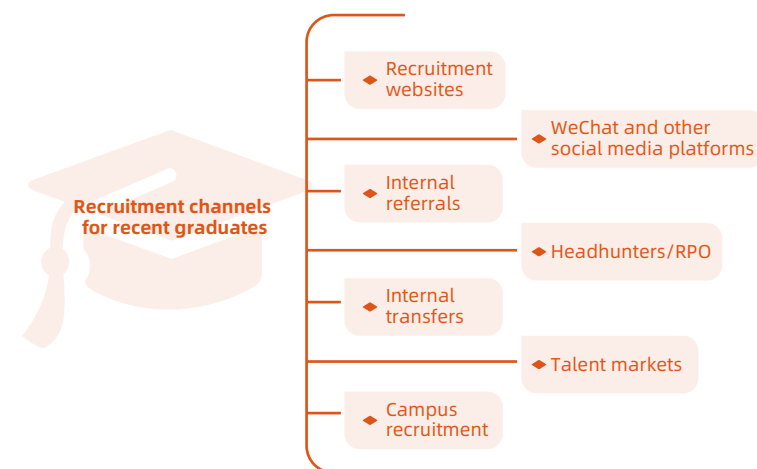 Recruitment channels
for recent graduates
Recruitment
websites
WeChat and other
social media platforms
Internal
referrals
Headhunters/RPO
Internal
transfers
Talent markets
Campus
recruitment